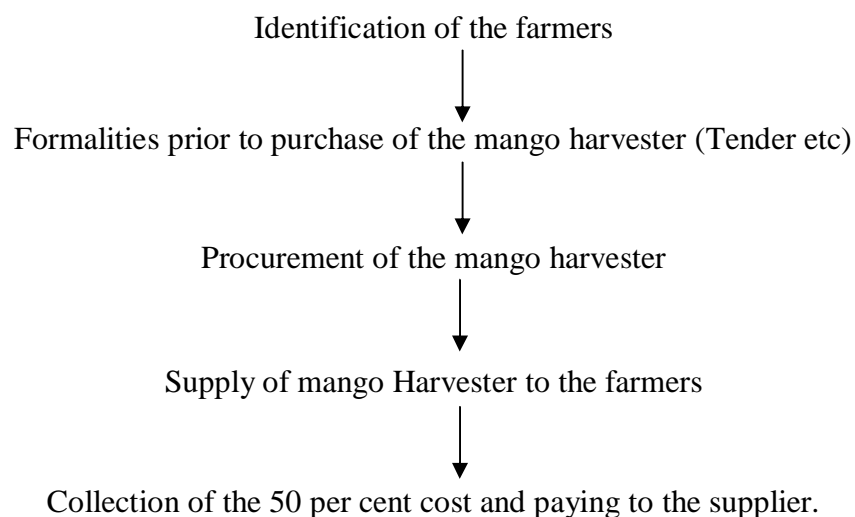 Identification of the farmers
Formalities prior to purchase of the mango harvester (Tender etc)
Procurement of the mango harvester
Supply of mango Harvester to the farmers
Collection of the 50 per cent cost and paying to the supplier.